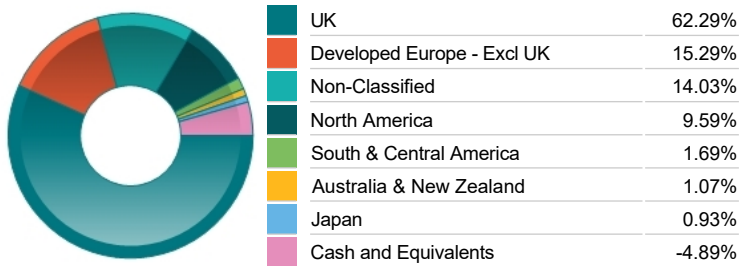 UK 62.29%
Developed Europe - Excl UK 15.29%
Non-Classified 14.03%
North America 9.59%
South & Central America 1.69%
Australia & New Zealand 1.07%
Japan 0.93%
Cash and Equivalents -4.89%